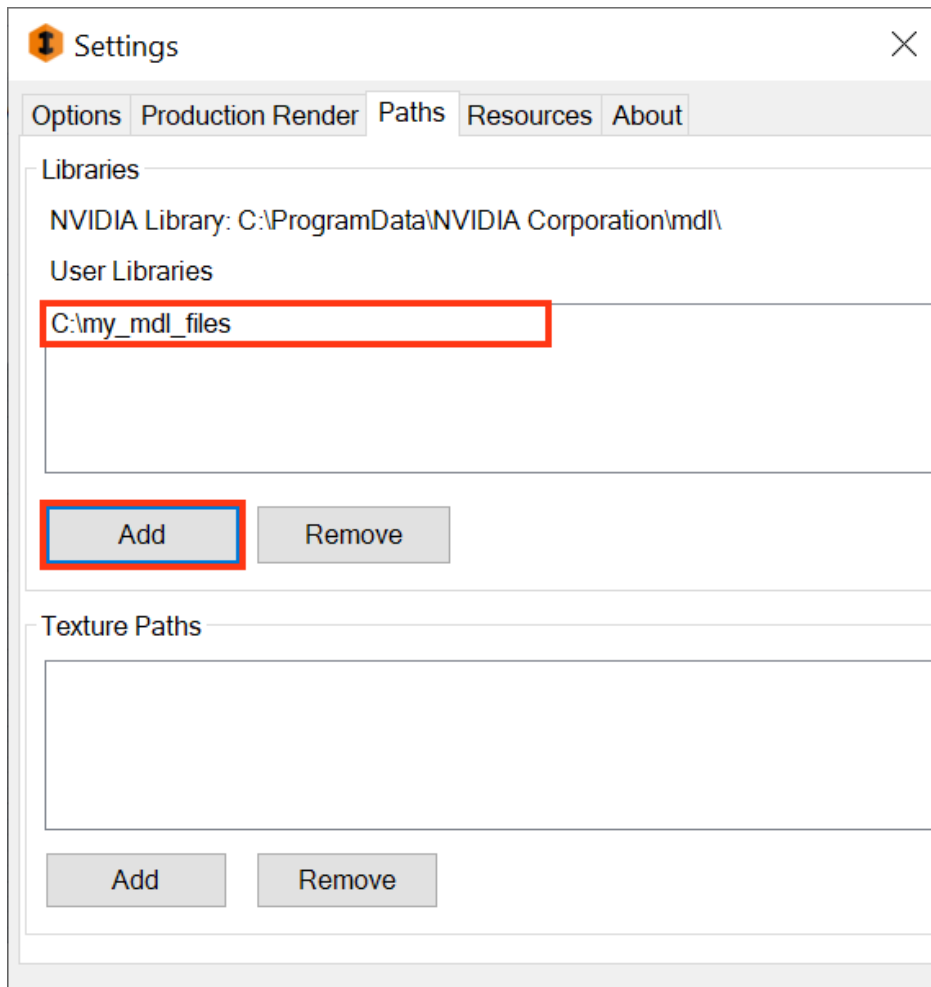 Settings
Options Production Render Paths Resources About
Libraries
NVIDIA Library: C:\ProgramData\NVIDIA Corporation\mdl\
User Libraries
C:\my_mdl_files
Add Remove
Texture Paths
Add Remove